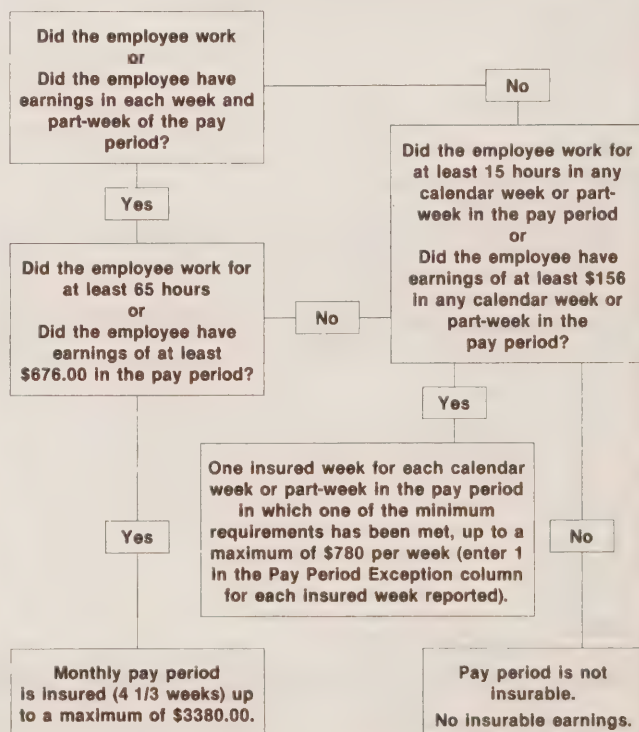 Did the employee work
or
Did the employee have
earnings in each week and
part-week of the pay
period?
No
Yes
Did the employee work for
at least 15 hours in any
calendar week or part-
week in the pay period
or
Did the employee have
earnings of at least $156
in any calendar week or
part-week in the
pay period?
Did the employee work for
at least 65 hours
or
Did the employee have
earnings of at least
$676.00 in the pay period?
No
Yes
One insured week for each calendar
week or part-week in the pay period
in which one of the minimum
requirements has been met, up to a
maximum of $780 per week (enter 1
in the Pay Period Exception column
for each insured week reported).
Yes
No
Monthly pay period
is insured (4 1/3 weeks) up
to a maximum of $3380.00.
Pay period is not
insurable.
No insurable earnings.